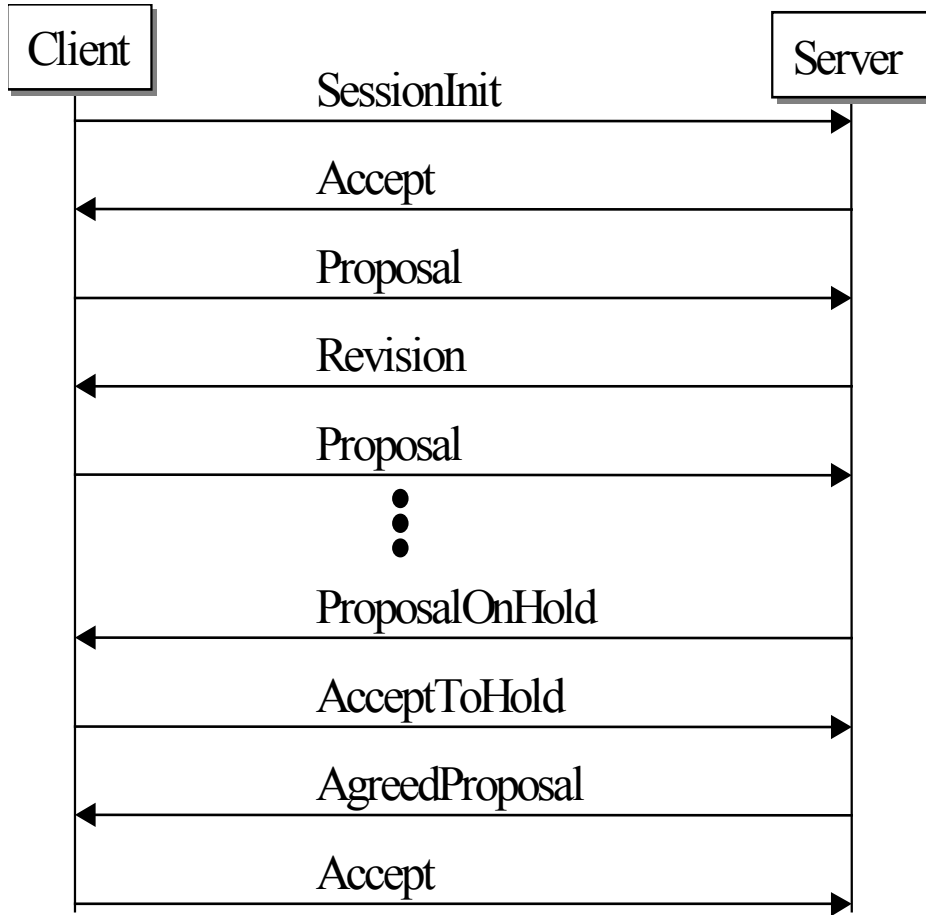 Client
Server
SessionInit
Accept
Proposal
Revision
Proposal
ProposalOnHold
AcceptToHold
AgreedProposal
Accept